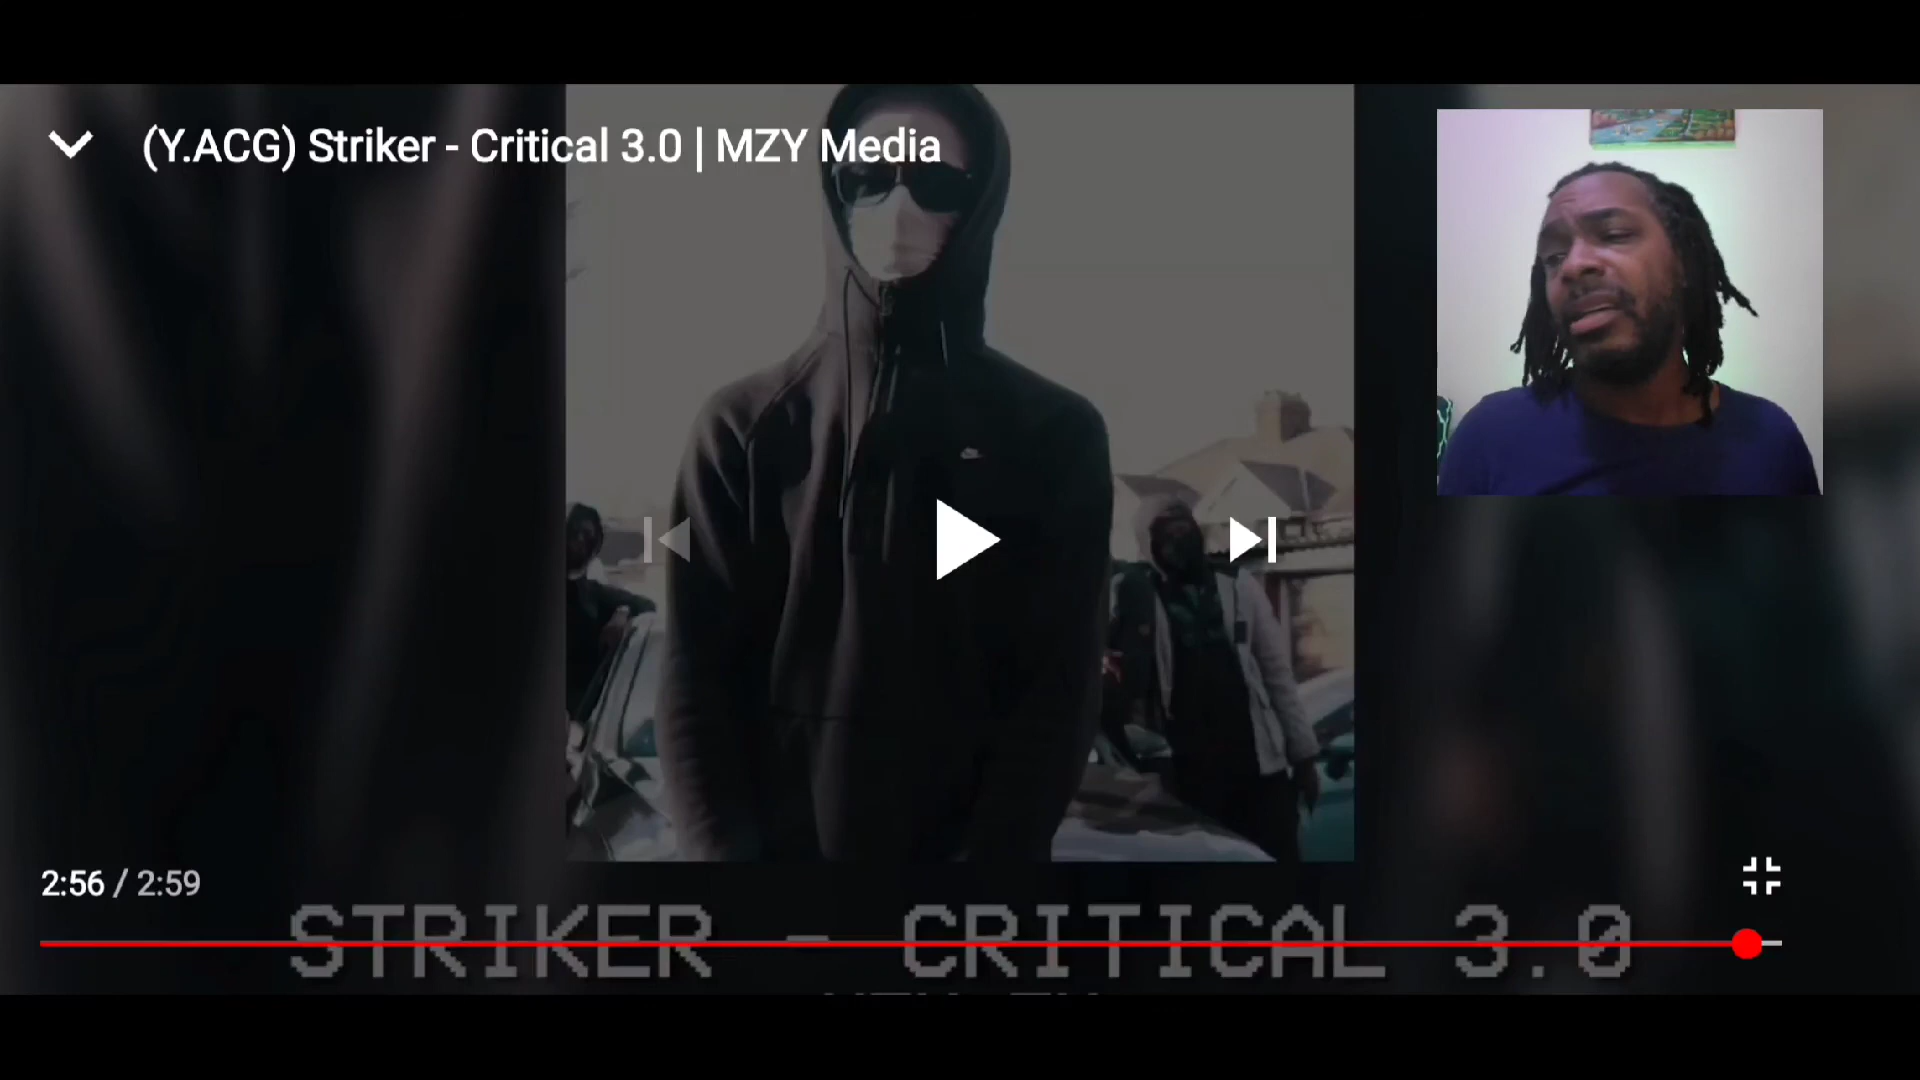 (Y.ACG) Striker - Critical 3.0 | MZY Media
2:56 / 2:59
STRIKER - CRITICAL 3.0